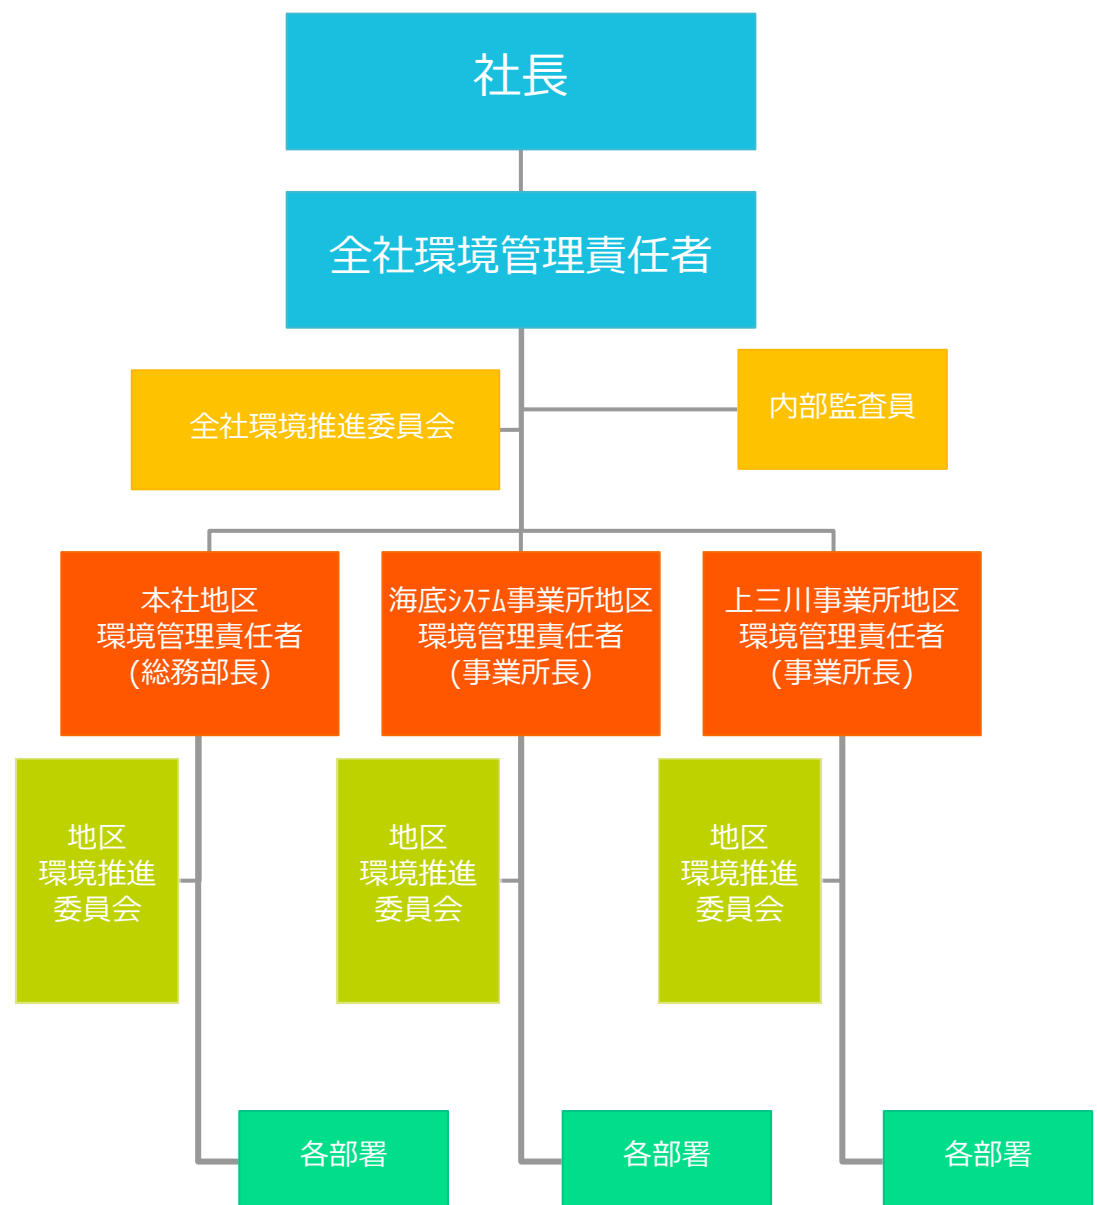 社長
全社環境管理責任者
全社環境推進委員会
内部監査員
本社地区
環境管理責任者
(総務部長)
海底ｼｽﾃﾑ事業所地区
環境管理責任者
(事業所長)
上三川事業所地区
環境管理責任者
(事業所長)
地区
環境推進
委員会
地区
環境推進
委員会
地区
環境推進
委員会
各部署
各部署
各部署